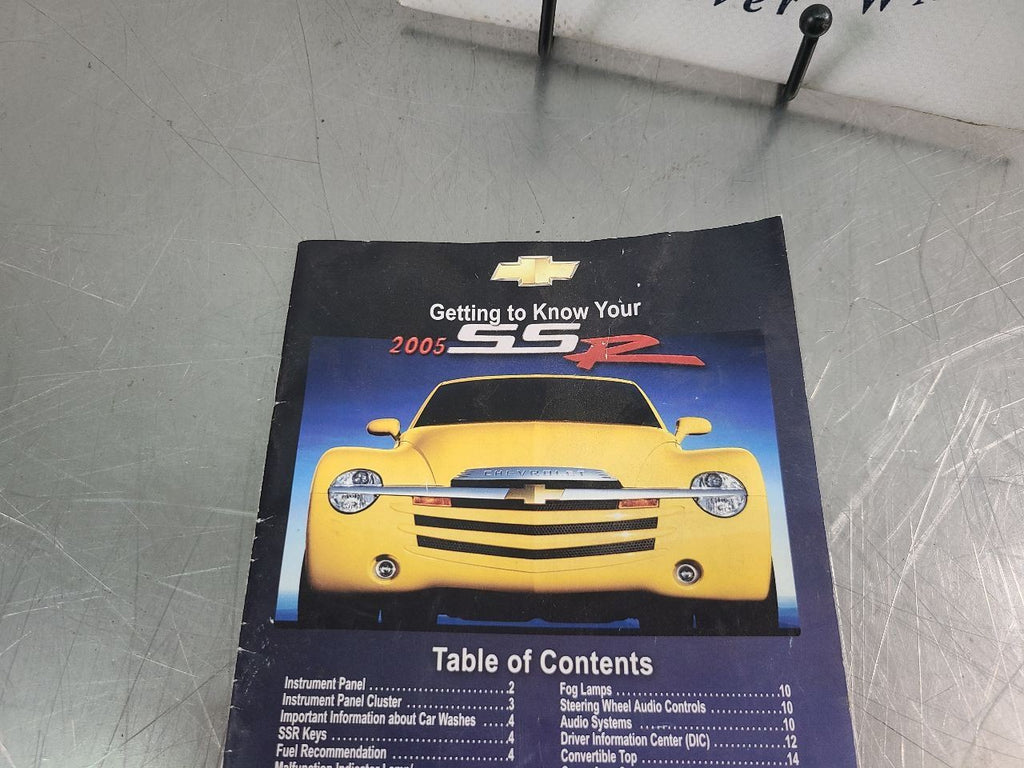 Getting to Know Your
2005 SSR
CHEVROLET
Table of Contents
Instrument Panel ........................................2
Instrument Panel Cluster ..............................3
Important Information about Car Washes .....4
SSR Keys ..................................................4
Fuel Recommendation ................................4
Fog Lamps ................................................10
Steering Wheel Audio Controls ..................10
Audio Systems ..........................................10
Driver Information Center (DIC) .................12
Convertible Top .........................................14